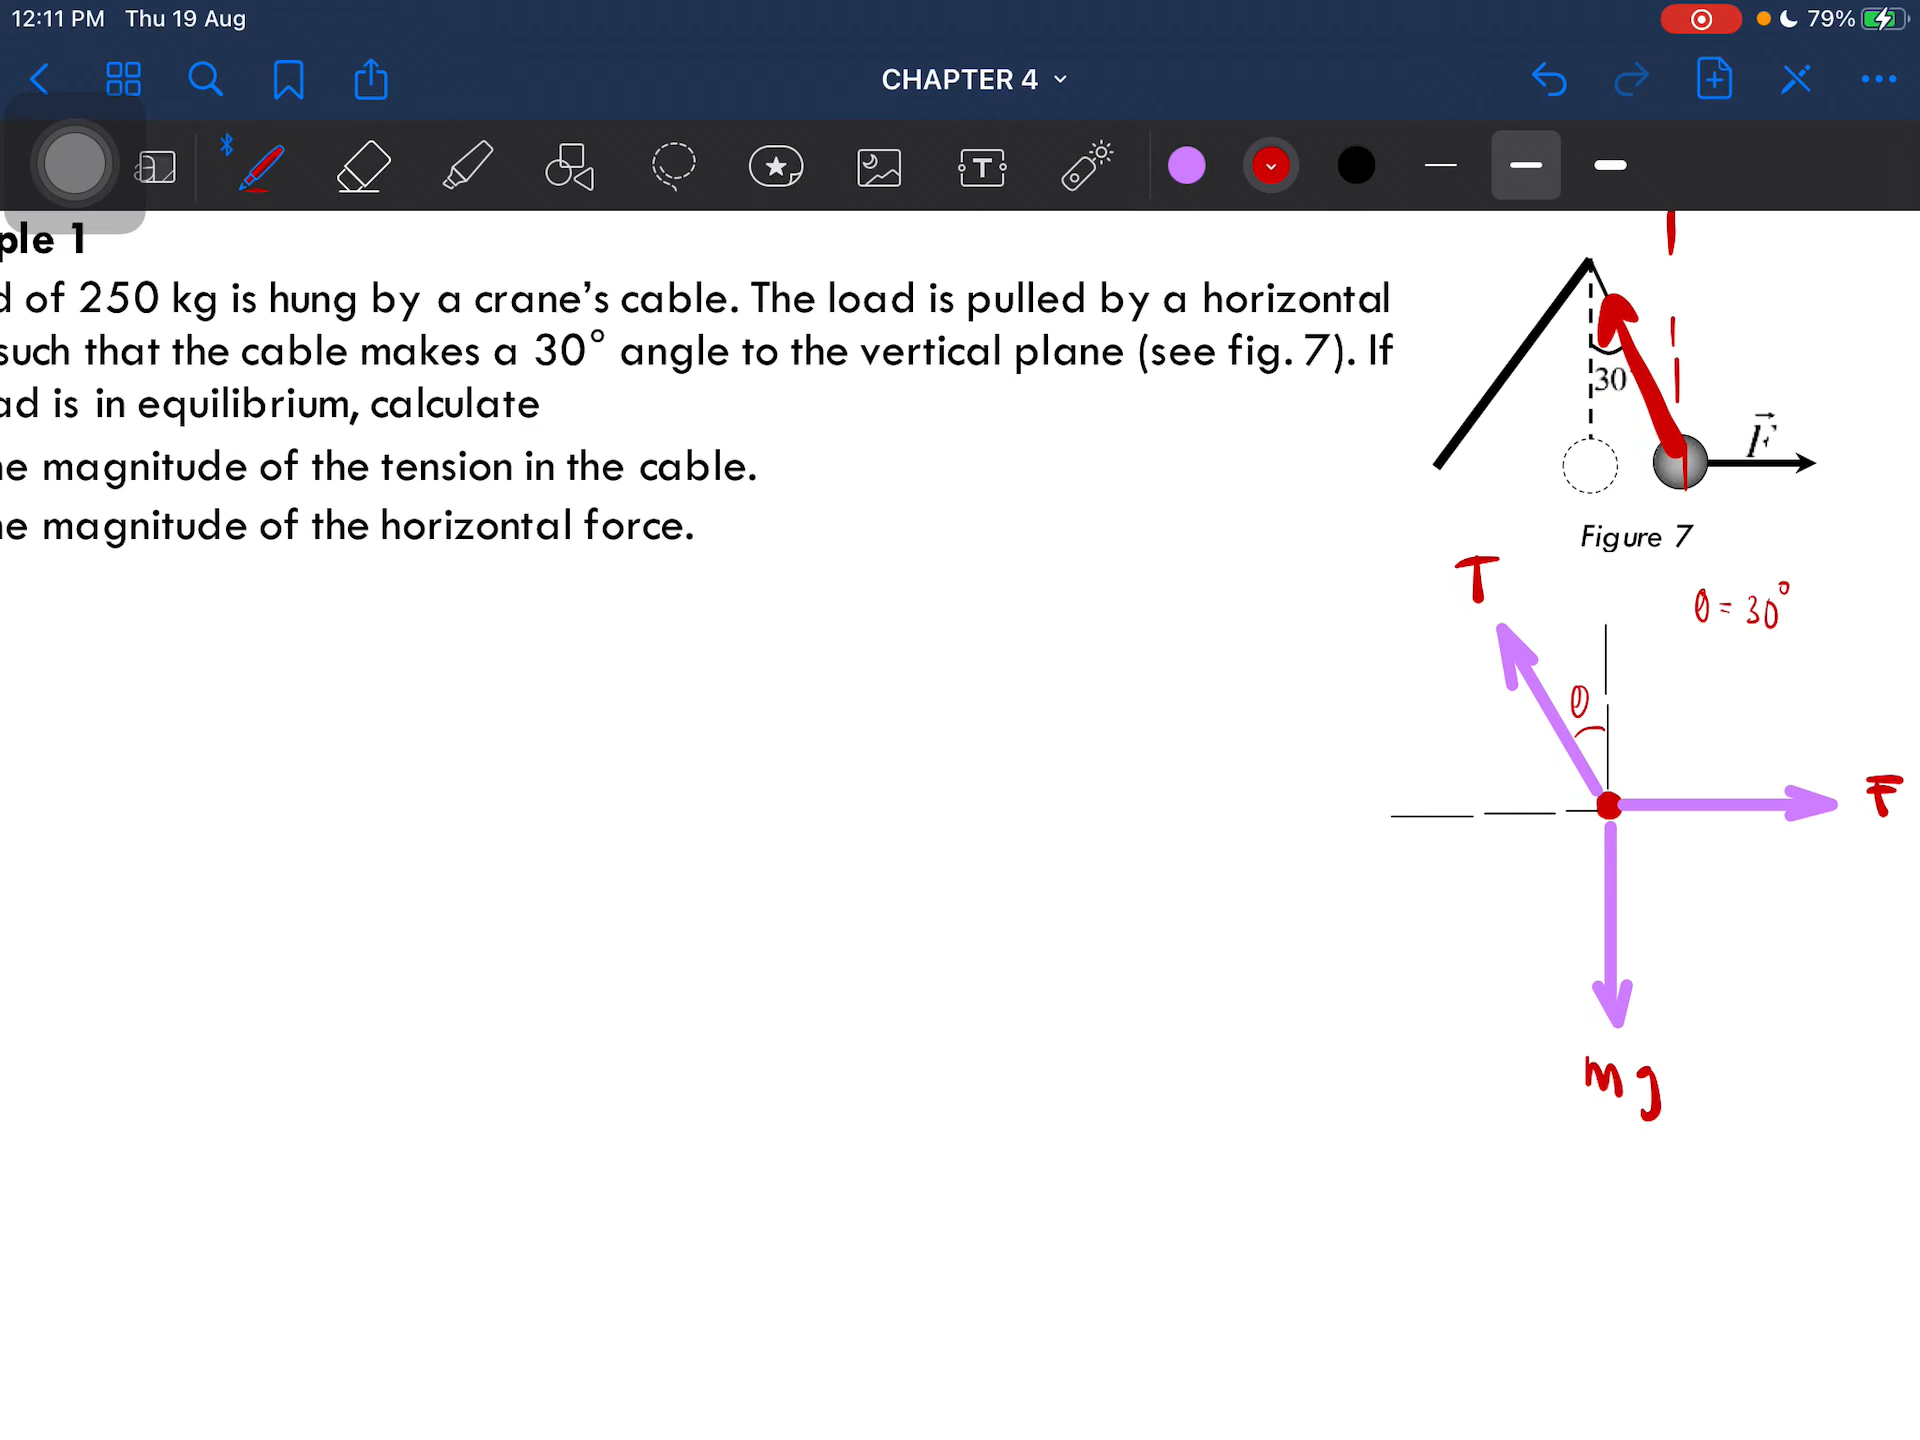 12:11 PM Thu 19 Aug
79%
CHAPTER 4
ple 1
d of 250 kg is hung by a crane's cable. The load is pulled by a horizontal
such that the cable makes a 30° angle to the vertical plane (see fig. 7). If
ad is in equilibrium, calculate
he magnitude of the tension in the cable.
he magnitude of the horizontal force.
30
F
Figure 7
T
θ = 30°
θ
F
mg